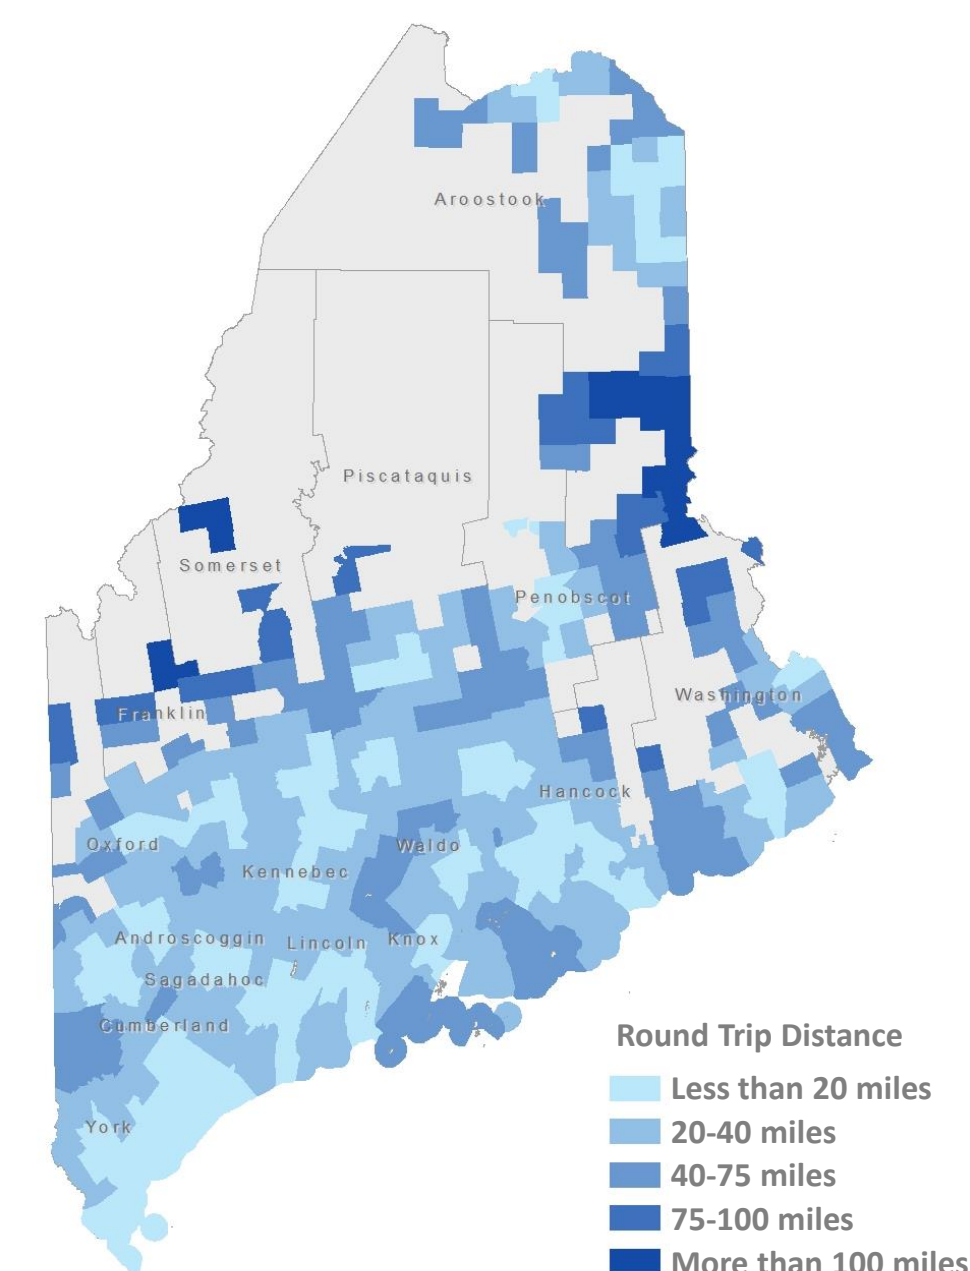 Aroostook
Piscataquis
Somerset
Penobscot
Washington
Franklin
Hancock
Oxford
Waldo
Kennebec
Androscoggin
Lincoln
Knox
Sagadahoc
Cumberland
York
Round Trip Distance
Less than 20 miles
20-40 miles
40-75 miles
75-100 miles
More than 100 miles